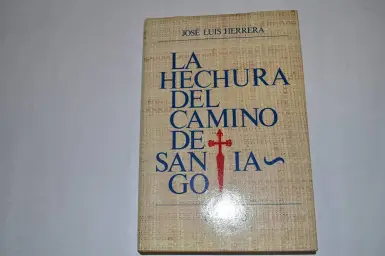 JOSÉ LUIS HERRERA
LA
HECHURA
DEL
CAMINO
DE
SANTIA~
GO